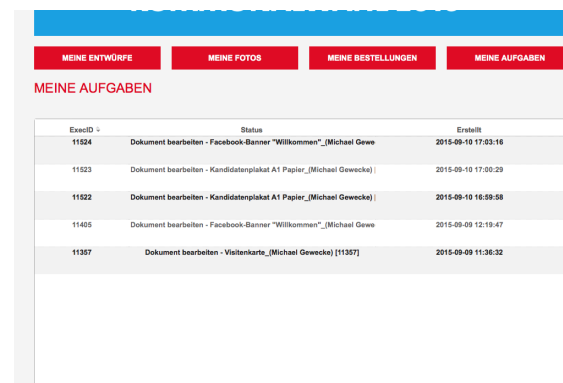 MEINE ENTWÜRFE MEINE FOTOS MEINE BESTELLUNGEN MEINE AUFGABEN
MEINE AUFGABEN
ExecID Status Erstellt
11524 Dokument bearbeiten - Facebook-Banner "Willkommen"_(Michael Gewe 2015-09-10 17:03:16
11523 Dokument bearbeiten - Kandidatenplakat A1 Papier_(Michael Gewecke) | 2015-09-10 17:00:29
11522 Dokument bearbeiten - Kandidatenplakat A1 Papier_(Michael Gewecke) | 2015-09-10 16:59:58
11405 Dokument bearbeiten - Facebook-Banner "Willkommen"_(Michael Gewe 2015-09-09 12:19:47
11357 Dokument bearbeiten - Visitenkarte_(Michael Gewecke) [11357] 2015-09-09 11:36:32